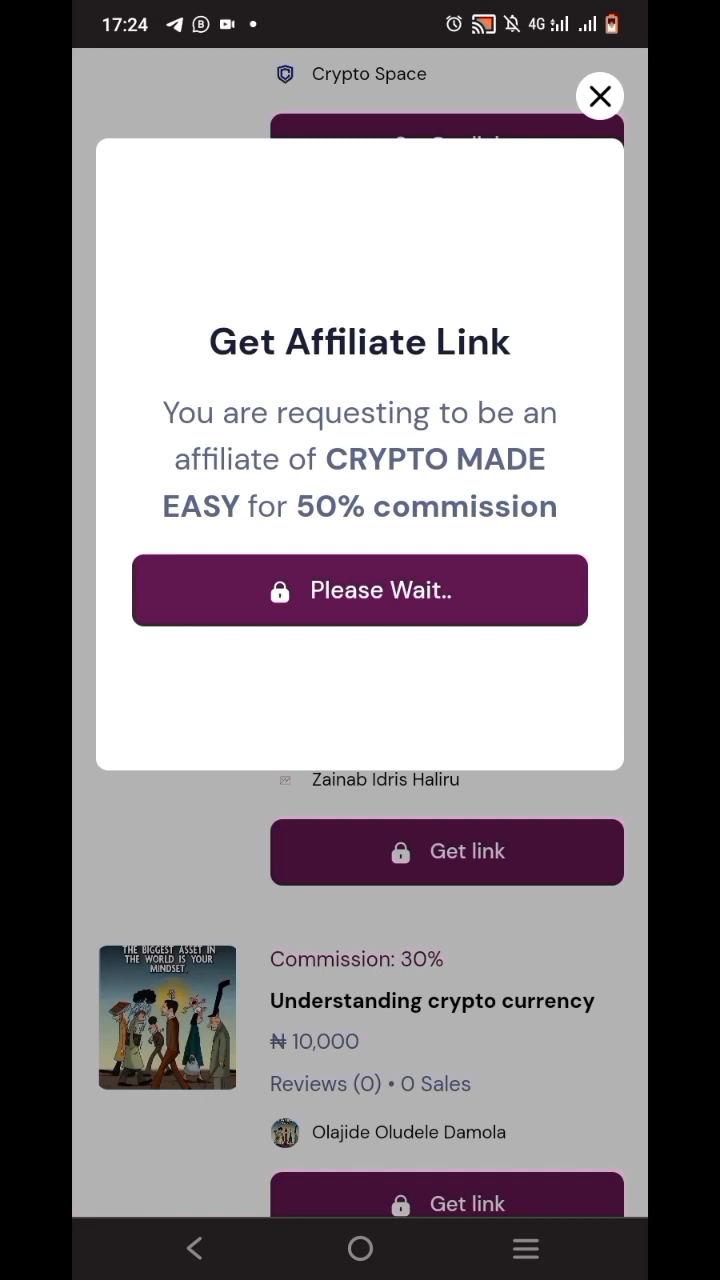 17:24
4G
Crypto Space
Get Affiliate Link
You are requesting to be an
affiliate of CRYPTO MADE
EASY for 50% commission
Please Wait..
Zainab Idris Haliru
Get link
THE BIGGEST ASSET IN
THE WORLD IS YOUR
MINDSET
Commission: 30%
Understanding crypto currency
₦ 10,000
Reviews (0) • 0 Sales
Olajide Oludele Damola
Get link